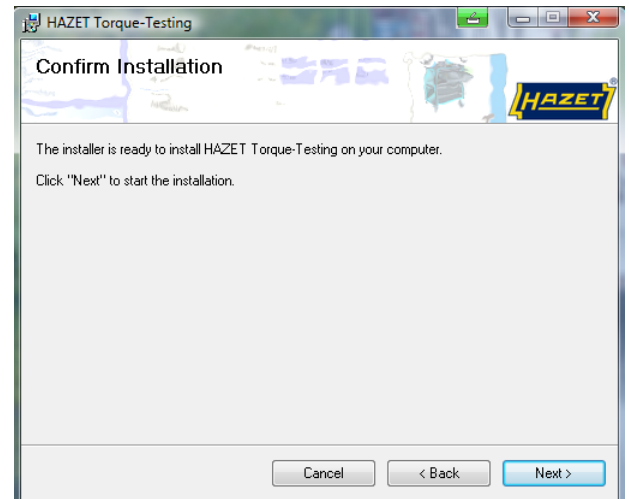 HAZET Torque-Testing
Confirm Installation
HAZET
The installer is ready to install HAZET Torque-Testing on your computer.
Click "Next" to start the installation.
Cancel
< Back
Next >